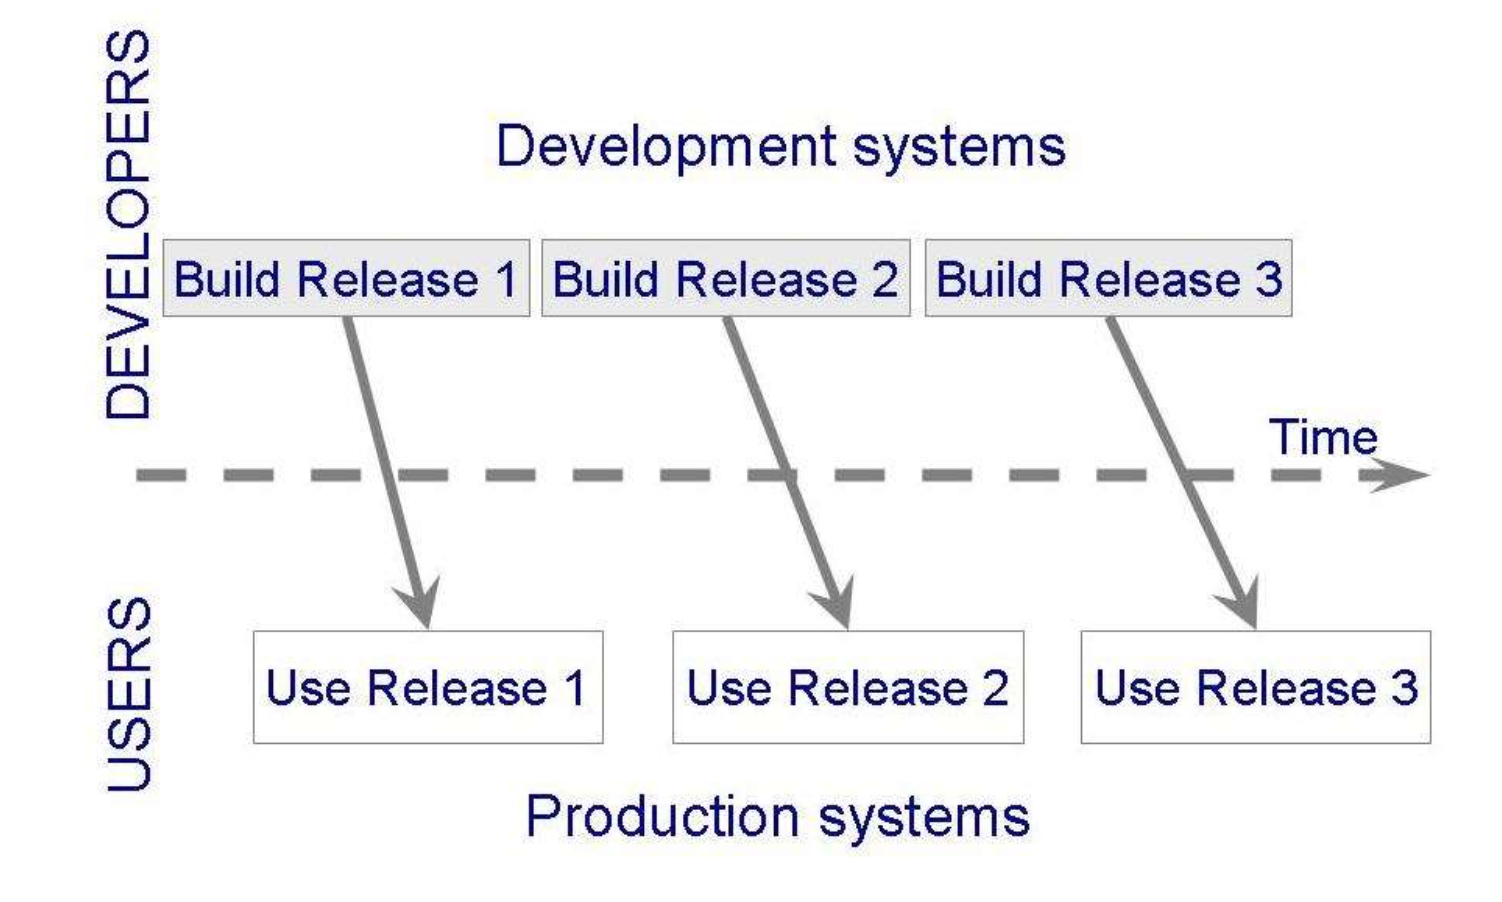 DEVELOPERS
Development systems
Build Release 1
Build Release 2
Build Release 3
Time
USERS
Use Release 1
Use Release 2
Use Release 3
Production systems